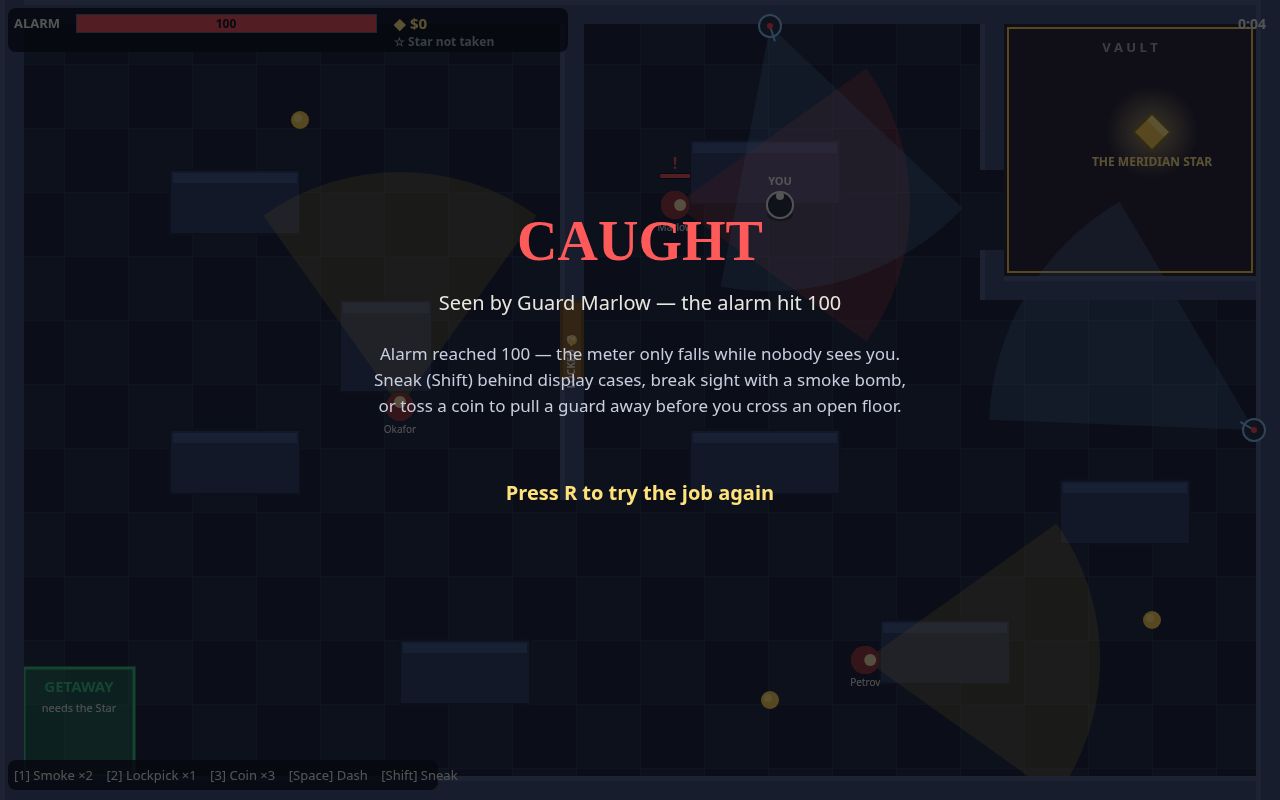 ALARM
100
◆ $0
☆ Star not taken
0:04
VAULT
THE MERIDIAN STAR
!
YOU
Marlow
CAUGHT
Seen by Guard Marlow — the alarm hit 100
Alarm reached 100 — the meter only falls while nobody sees you.
Sneak (Shift) behind display cases, break sight with a smoke bomb,
or toss a coin to pull a guard away before you cross an open floor.
Okafor
Press R to try the job again
Petrov
GETAWAY
needs the Star
[1] Smoke ×2 [2] Lockpick ×1 [3] Coin ×3 [Space] Dash [Shift] Sneak